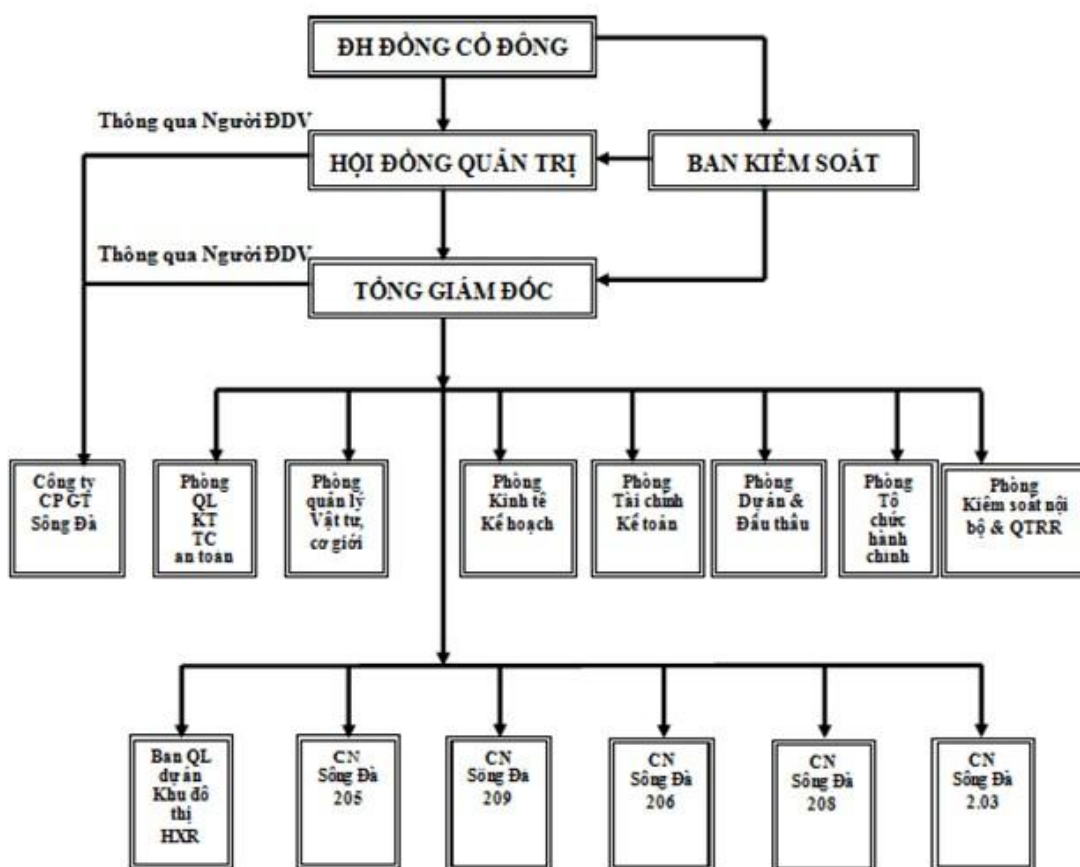 ĐH ĐỒNG CỔ ĐÔNG
Thông qua Người ĐDV
HỘI ĐỒNG QUẢN TRỊ
BAN KIỂM SOÁT
Thông qua Người ĐDV
TỔNG GIÁM ĐỐC
Công ty
CP GT
Sông Đà
Phòng
QL
KT
TC
an toàn
Phòng
quản lý
Vật tư,
cơ giới
Phòng
Kinh tế
Kế hoạch
Phòng
Tài chính
Kế toán
Phòng
Dự án &
Đấu thầu
Phòng
Tổ
chức
hành
chính
Phòng
Kiểm soát nội
bộ & QTRR
Ban QL
dự án
Khu đô
thị
HXR
CN
Sông Đà
205
CN
Sông Đà
209
CN
Sông Đà
206
CN
Sông Đà
208
CN
Sông Đà
2.03